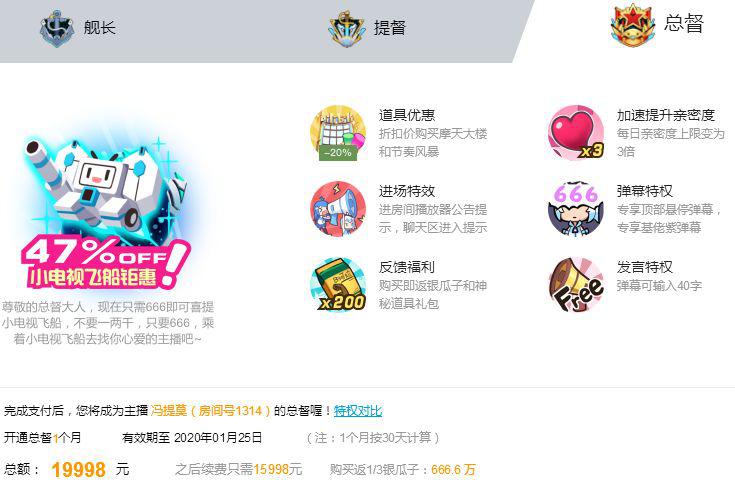 舰长
提督
总督
道具优惠
折扣价购买摩天大楼
和节奏风暴
-20%
加速提升亲密度
每日亲密度上限变为
3倍
x3
进场特效
进房间播放器公告提
示，聊天区进入提示
弹幕特权
专享顶部悬停弹幕，
专享基佬紫弹幕
666
反馈福利
购买即返银瓜子和神
秘道具礼包
x200
发言特权
弹幕可输入40字
Free
47%OFF!
小电视飞船钜惠
尊敬的总督大人，现在只需666即可喜提
小电视飞船，不要一两千，只要666，乘
着小电视飞船去找你心爱的主播吧~
完成支付后，您将成为主播 冯提莫（房间号1314）的总督喔！特权对比
开通总督1个月 有效期至 2020年01月25日 （注：1个月按30天计算）
总额： 19998 元 之后续费只需15998元 购买返1/3银瓜子：666.6 万